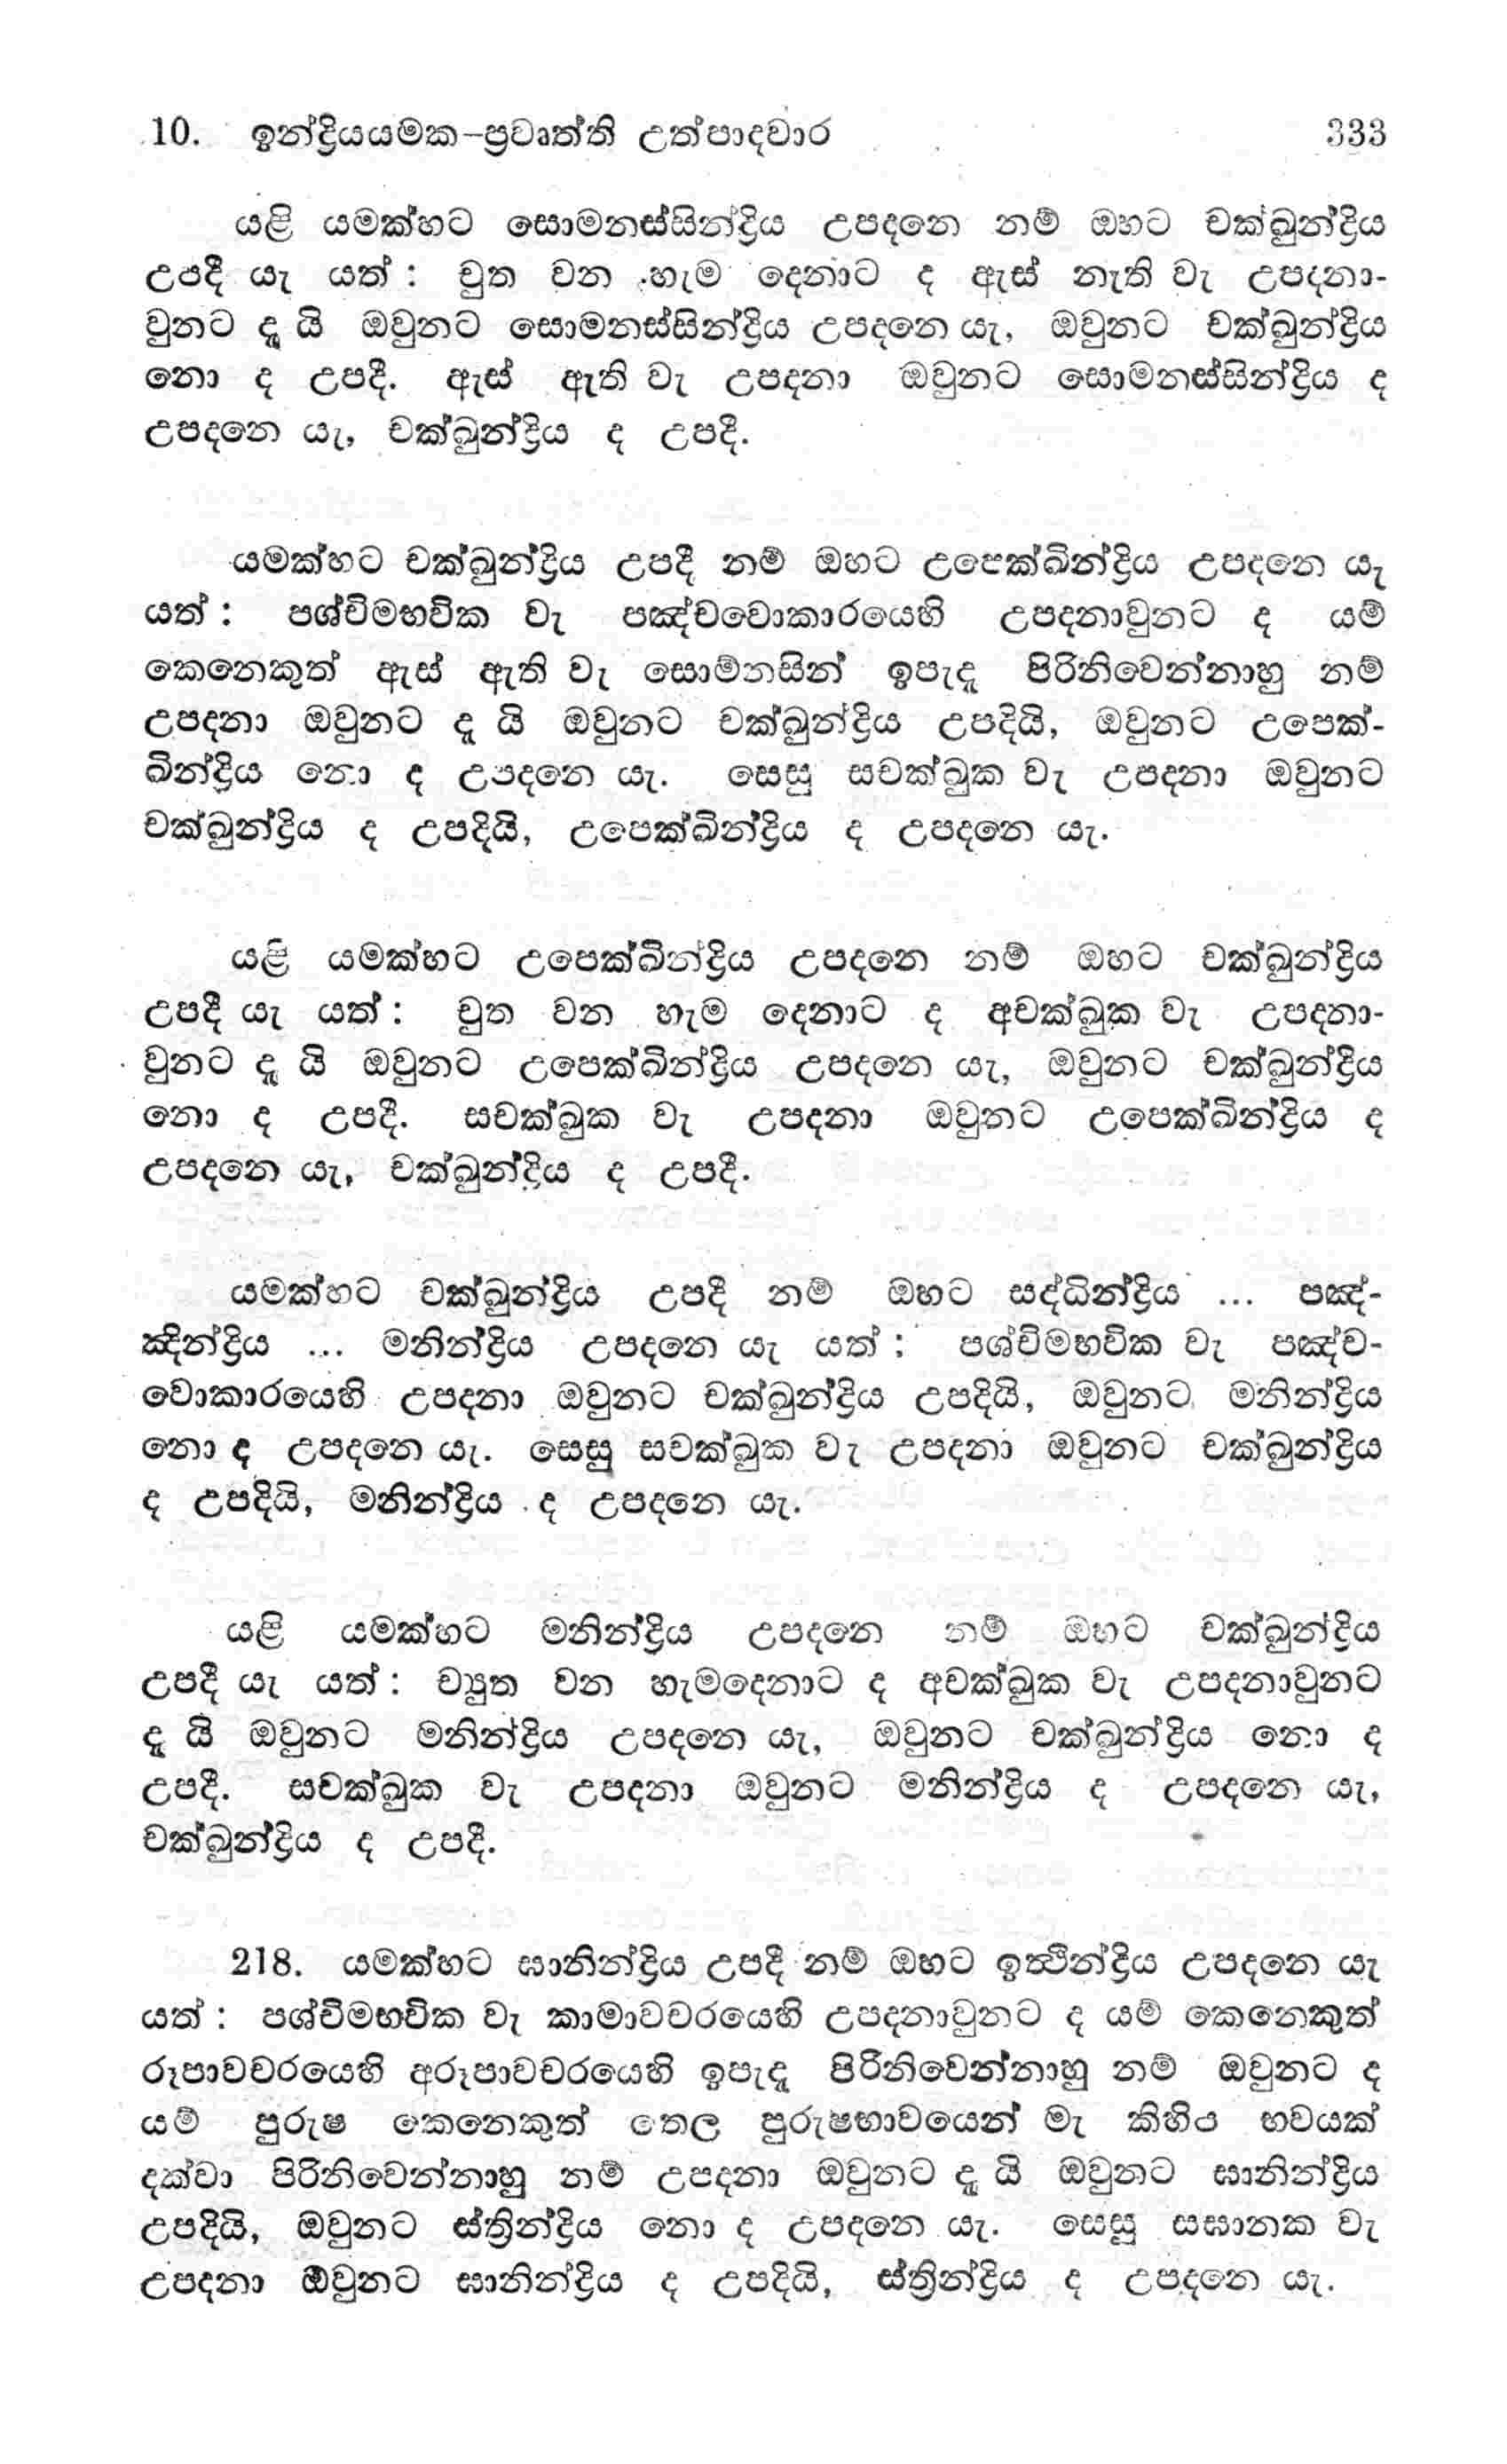 10. ඉන්ද්‍රියයමක-ප්‍රවෘත්ති උත්පාදවාර 333
යළි යමක්හට සොමනස්සින්ද්‍රිය උපදනෙ නම් ඔහට චක්ඛුන්ද්‍රිය
උපදී යැ යත් : චුත වන හැම දෙනාට ද ඇස් නැති වැ උපදනා-
වුනට දැ යි ඔවුනට සොමනස්සින්ද්‍රිය උපදනෙ යැ, ඔවුනට චක්ඛුන්ද්‍රිය
නො ද උපදී. ඇස් ඇති වැ උපදනා ඔවුනට සොමනස්සින්ද්‍රිය ද
උපදනෙ යැ, චක්ඛුන්ද්‍රිය ද උපදී.
යමක්හට චක්ඛුන්ද්‍රිය උපදී නම් ඔහට උපෙක්ඛින්ද්‍රිය උපදනෙ යැ
යත් : පශ්චිමභවික වැ පඤ්චවොකාරයෙහි උපදනාවුනට ද යම්
කෙනෙකුත් ඇස් ඇති වැ සොම්නසින් ඉපැදැ පිරිනිවෙන්නාහු නම්
උපදනා ඔවුනට දැ යි ඔවුනට චක්ඛුන්ද්‍රිය උපදියි, ඔවුනට උපෙක්-
ඛින්ද්‍රිය නො ද උපදනෙ යැ. සෙසු සචක්ඛුක වැ උපදනා ඔවුනට
චක්ඛුන්ද්‍රිය ද උපදියි, උපෙක්ඛින්ද්‍රිය ද උපදනෙ යැ.
යළි යමක්හට උපෙක්ඛින්ද්‍රිය උපදනෙ නම් ඔහට චක්ඛුන්ද්‍රිය
උපදී යැ යත් : චුත වන හැම දෙනාට ද අචක්ඛුක වැ උපදනා-
වුනට දැ යි ඔවුනට උපෙක්ඛින්ද්‍රිය උපදනෙ යැ, ඔවුනට චක්ඛුන්ද්‍රිය
නො ද උපදී. සචක්ඛුක වැ උපදනා ඔවුනට උපෙක්ඛින්ද්‍රිය ද
උපදනෙ යැ, චක්ඛුන්ද්‍රිය ද උපදී.
යමක්හට චක්ඛුන්ද්‍රිය උපදී නම් ඔහට සද්ධින්ද්‍රිය ... පඤ්-
ඤින්ද්‍රිය ... මනින්ද්‍රිය උපදනෙ යැ යත් : පශ්චිමභවික වැ පඤ්ච-
වොකාරයෙහි උපදනා ඔවුනට චක්ඛුන්ද්‍රිය උපදියි, ඔවුනට මනින්ද්‍රිය
නො ද උපදනෙ යැ. සෙසු සචක්ඛුක වැ උපදනා ඔවුනට චක්ඛුන්ද්‍රිය
ද උපදියි, මනින්ද්‍රිය ද උපදනෙ යැ.
යළි යමක්හට මනින්ද්‍රිය උපදනෙ නම් ඔහට චක්ඛුන්ද්‍රිය
උපදී යැ යත් : ච්‍යුත වන හැමදෙනාට ද අචක්ඛුක වැ උපදනාවුනට
දැ යි ඔවුනට මනින්ද්‍රිය උපදනෙ යැ, ඔවුනට චක්ඛුන්ද්‍රිය නො ද
උපදී. සචක්ඛුක වැ උපදනා ඔවුනට මනින්ද්‍රිය ද උපදනෙ යැ,
චක්ඛුන්ද්‍රිය ද උපදී.
218. යමක්හට ඝානින්ද්‍රිය උපදී නම් ඔහට ඉත්‍ථින්ද්‍රිය උපදනෙ යැ
යත් : පශ්චිමභවික වැ කාමාවචරයෙහි උපදනාවුනට ද යම් කෙනෙකුත්
රූපාවචරයෙහි අරූපාවචරයෙහි ඉපැදැ පිරිනිවෙන්නාහු නම් ඔවුනට ද
යම් පුරුෂ කෙනෙකුත් තෙල පුරුෂභාවයෙන් මැ කිහිප භවයක්
දක්වා පිරිනිවෙන්නාහු නම් උපදනා ඔවුනට දැ යි ඔවුනට ඝානින්ද්‍රිය
උපදියි, ඔවුනට ස්ත්‍රින්ද්‍රිය නො ද උපදනෙ යැ. සෙසු සඝානක වැ
උපදනා ඔවුනට ඝානින්ද්‍රිය ද උපදියි, ස්ත්‍රින්ද්‍රිය ද උපදනෙ යැ.